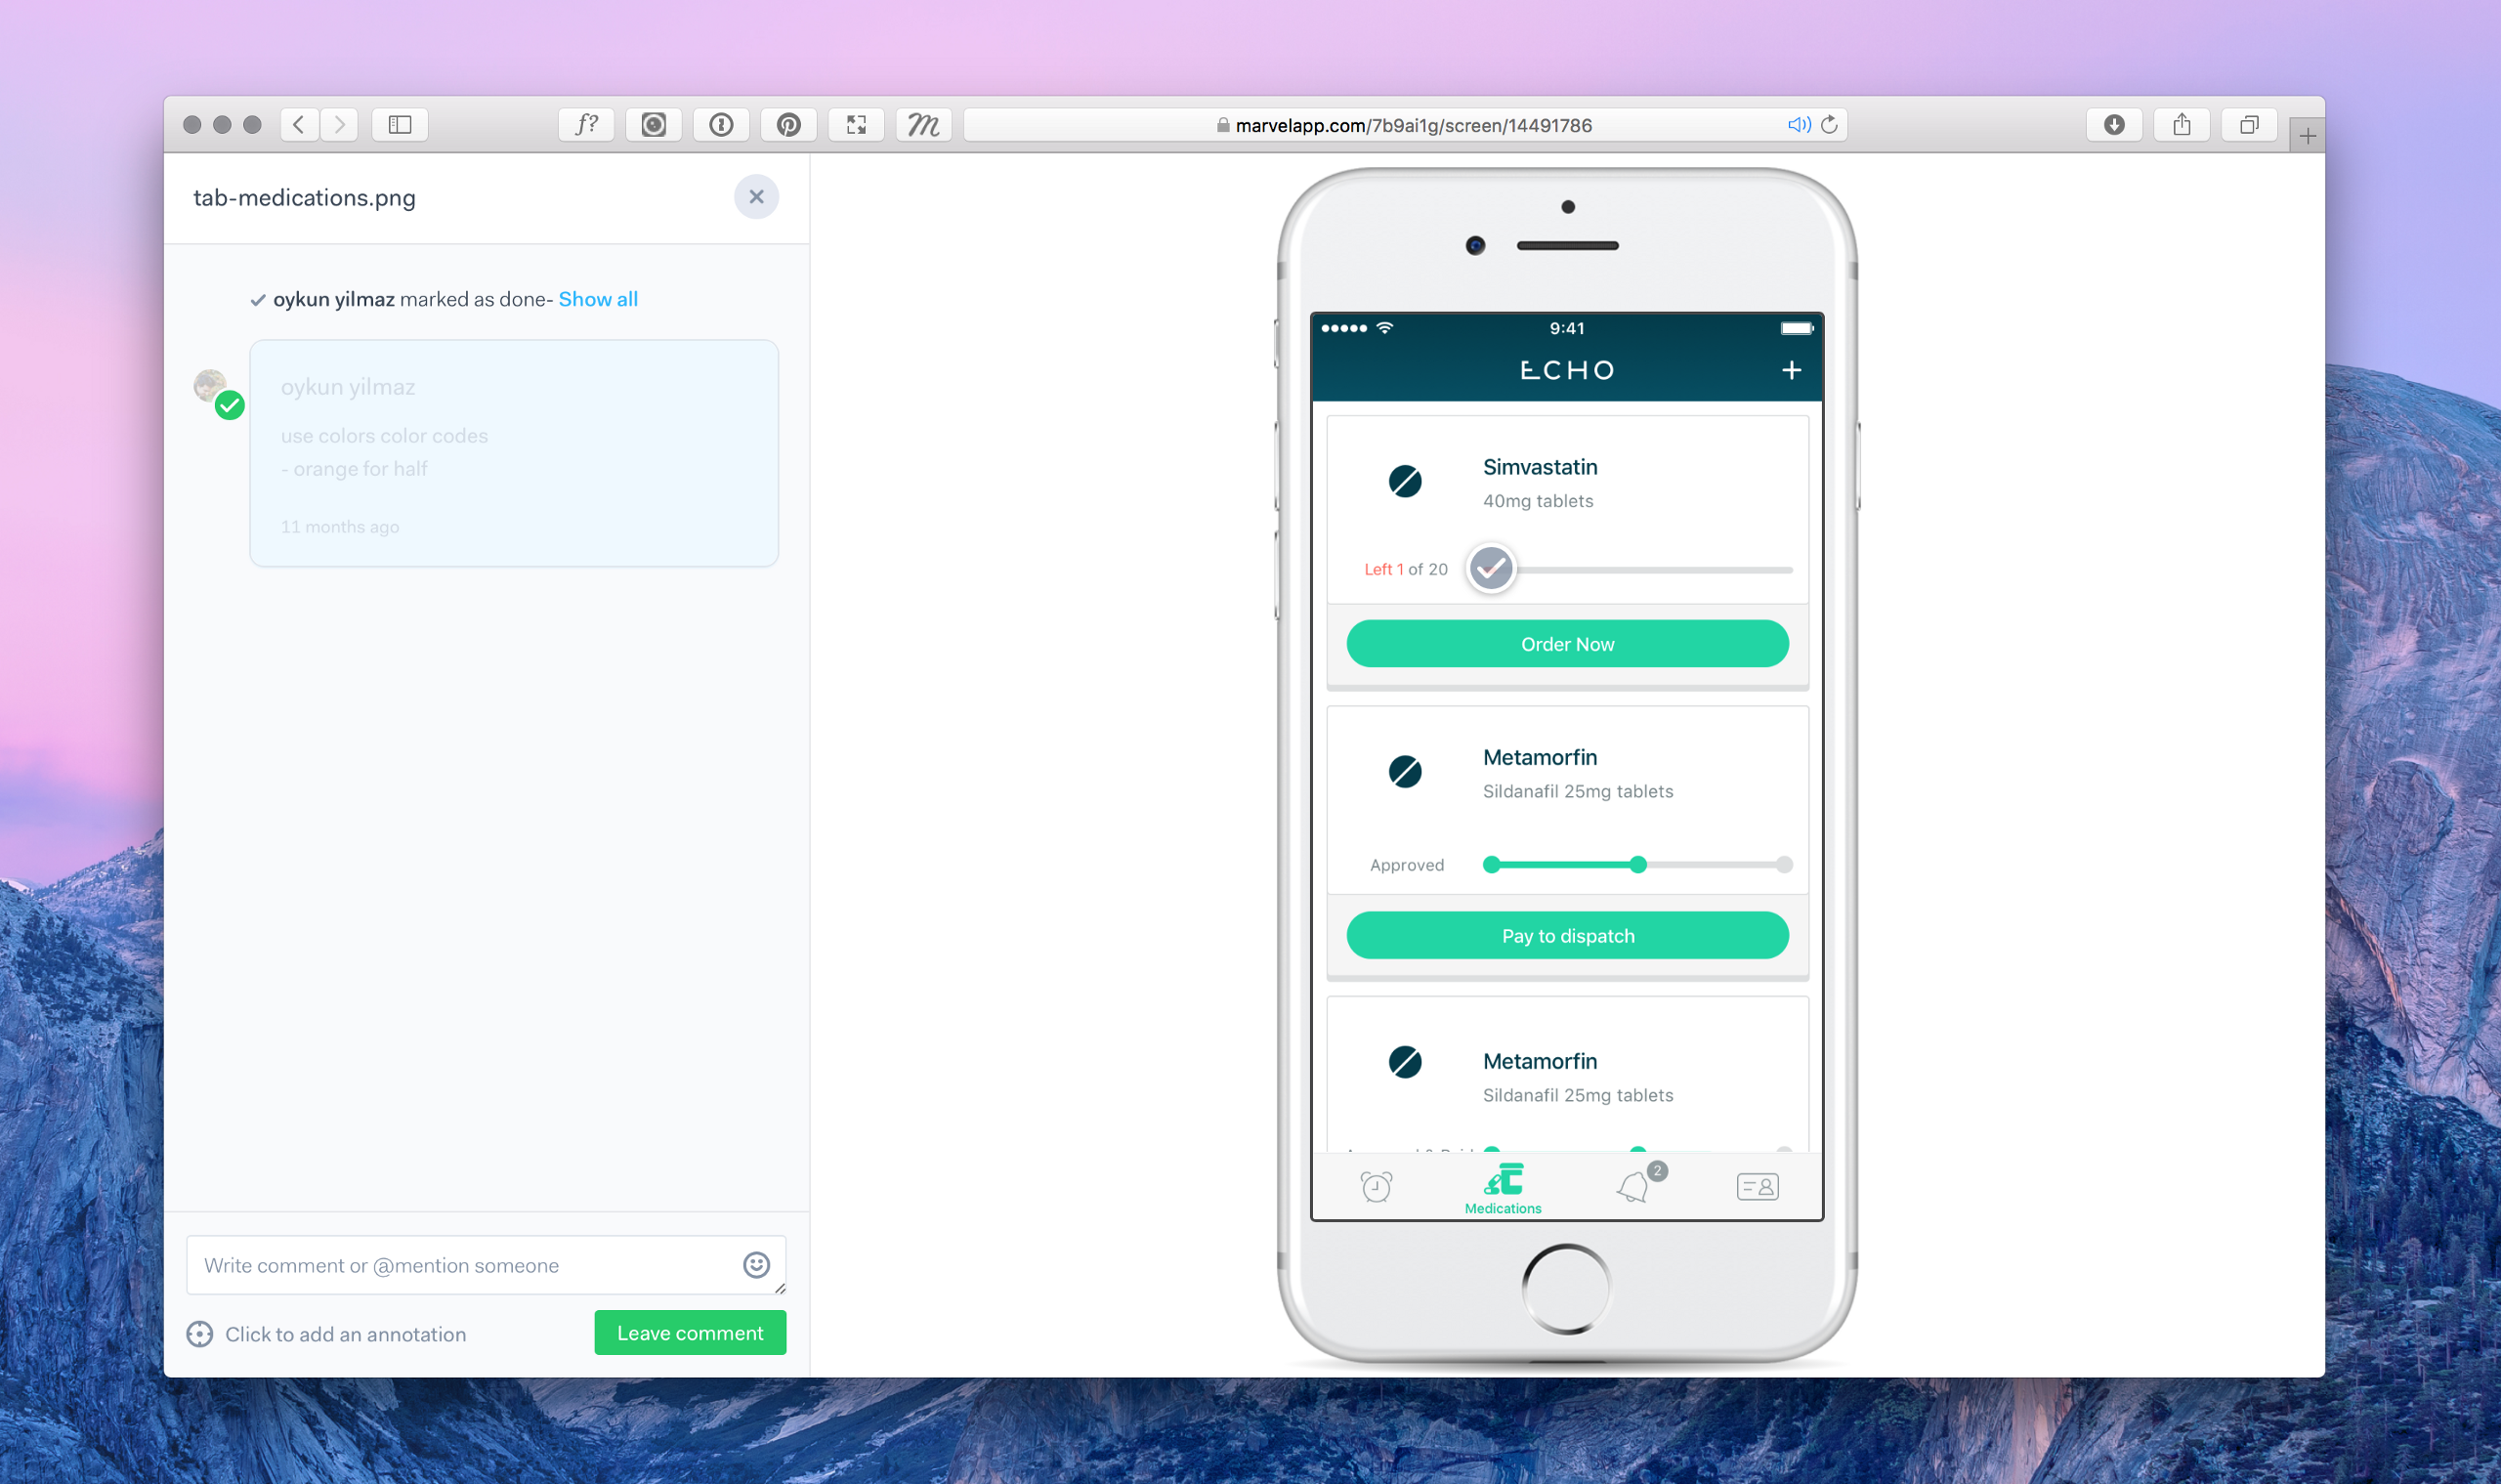 f?
marvelapp.com/7b9ai1g/screen/14491786
tab-medications.png
oykun yilmaz marked as done- Show all
oykun yilmaz
use colors color codes
- orange for half
11 months ago
Write comment or @mention someone
Click to add an annotation
Leave comment
9:41
ECHO
Simvastatin
40mg tablets
Left 1 of 20
Order Now
Metamorfin
Sildanafil 25mg tablets
Approved
Pay to dispatch
Metamorfin
Sildanafil 25mg tablets
Medications
2